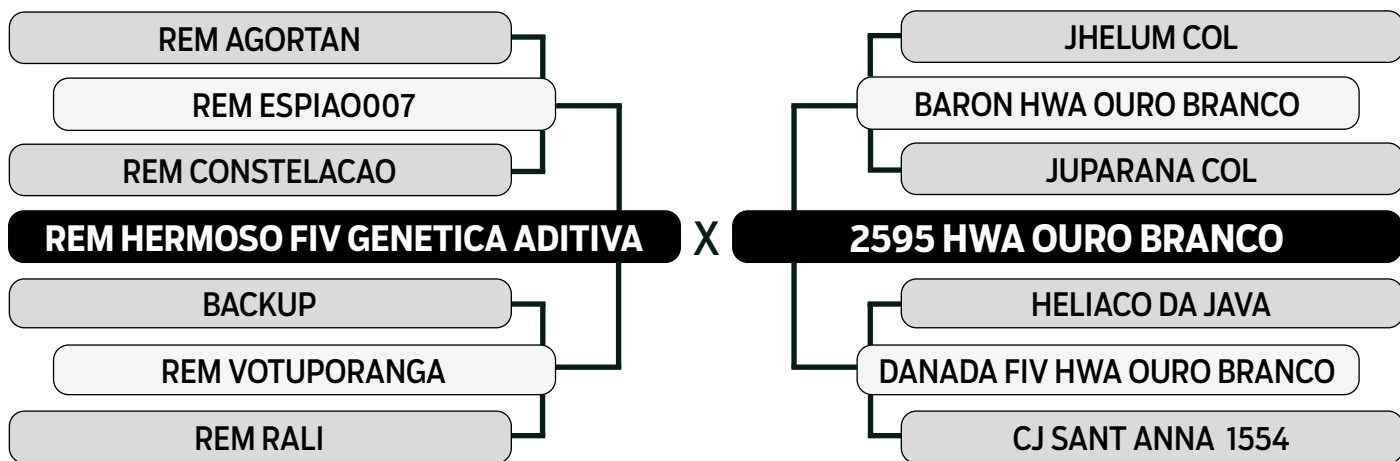 REM AGORTAN
REM ESPIAO007
REM CONSTELACAO
REM HERMOSO FIV GENETICA ADITIVA
BACKUP
REM VOTUPORANGA
REM RALI
X
JHELUM COL
BARON HWA OURO BRANCO
JUPARANA COL
2595 HWA OURO BRANCO
HELIACO DA JAVA
DANADA FIV HWA OURO BRANCO
CJ SANT ANNA 1554